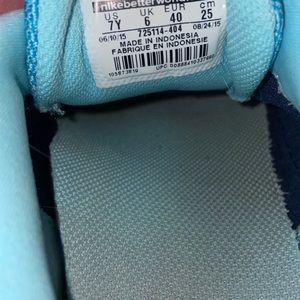 nikebetterworld
US UK EUR cm
7Y 6 40 25
06/10/15 725114-404 08/24/15
MADE IN INDONESIA
FABRIQUE EN INDONESIE